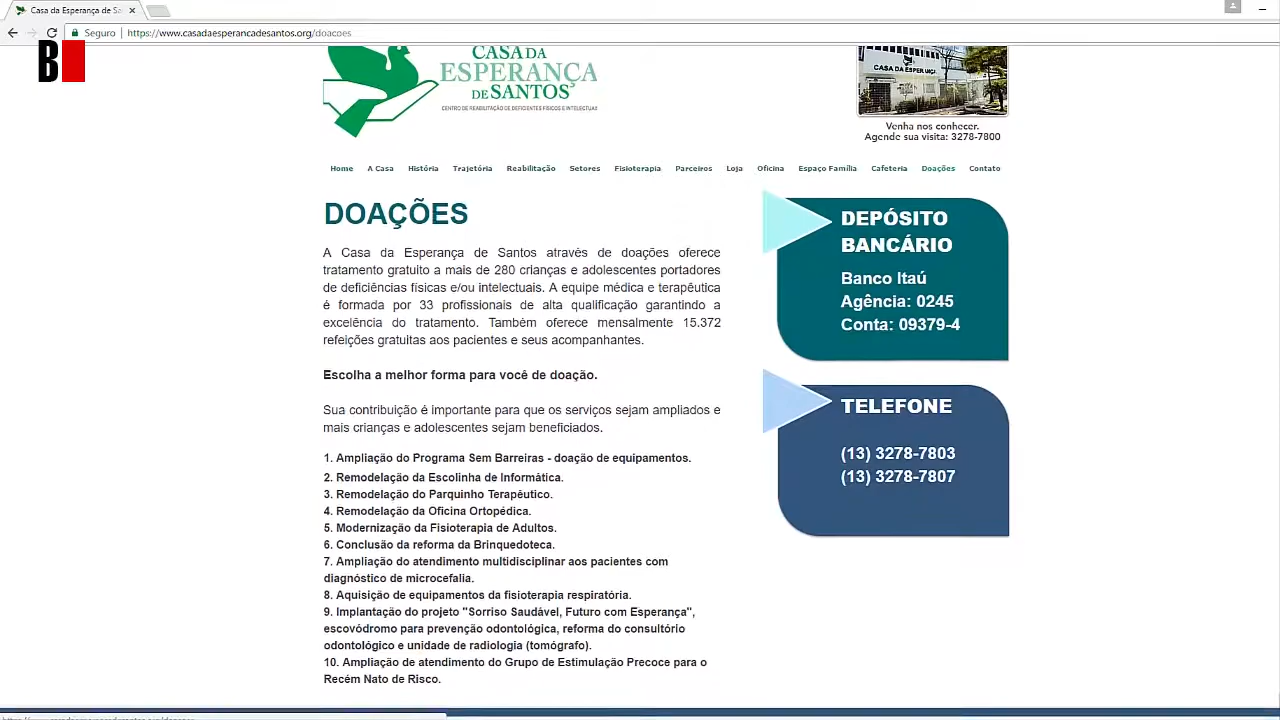 Casa da Esperança de Sa
Seguro
https://www.casadaesperancadesantos.org/doacoes
B
CASA DA
ESPERANÇA
DE SANTOS
CENTRO DE REABILITAÇÃO DE DEFICIENTES FÍSICOS E INTELECTUAIS
Venha nos conhecer.
Agende sua visita: 3278-7800
Home A Casa História Trajetória Reabilitação Setores Fisioterapia Parceiros Loja Oficina Espaço Família Cafeteria Doações Contato
DOAÇÕES
A Casa da Esperança de Santos através de doações oferece
tratamento gratuito a mais de 280 crianças e adolescentes portadores
de deficiências físicas e/ou intelectuais. A equipe médica e terapêutica
é formada por 33 profissionais de alta qualificação garantindo a
excelência do tratamento. Também oferece mensalmente 15.372
refeições gratuitas aos pacientes e seus acompanhantes.
Escolha a melhor forma para você de doação.
Sua contribuição é importante para que os serviços sejam ampliados e
mais crianças e adolescentes sejam beneficiados.
1. Ampliação do Programa Sem Barreiras - doação de equipamentos.
2. Remodelação da Escolinha de Informática.
3. Remodelação do Parquinho Terapêutico.
4. Remodelação da Oficina Ortopédica.
5. Modernização da Fisioterapia de Adultos.
6. Conclusão da reforma da Brinquedoteca.
7. Ampliação do atendimento multidisciplinar aos pacientes com
diagnóstico de microcefalia.
8. Aquisição de equipamentos da fisioterapia respiratória.
9. Implantação do projeto "Sorriso Saudável, Futuro com Esperança",
escovódromo para prevenção odontológica, reforma do consultório
odontológico e unidade de radiologia (tomógrafo).
10. Ampliação de atendimento do Grupo de Estimulação Precoce para o
Recém Nato de Risco.
DEPÓSITO
BANCÁRIO
Banco Itaú
Agência: 0245
Conta: 09379-4
TELEFONE
(13) 3278-7803
(13) 3278-7807